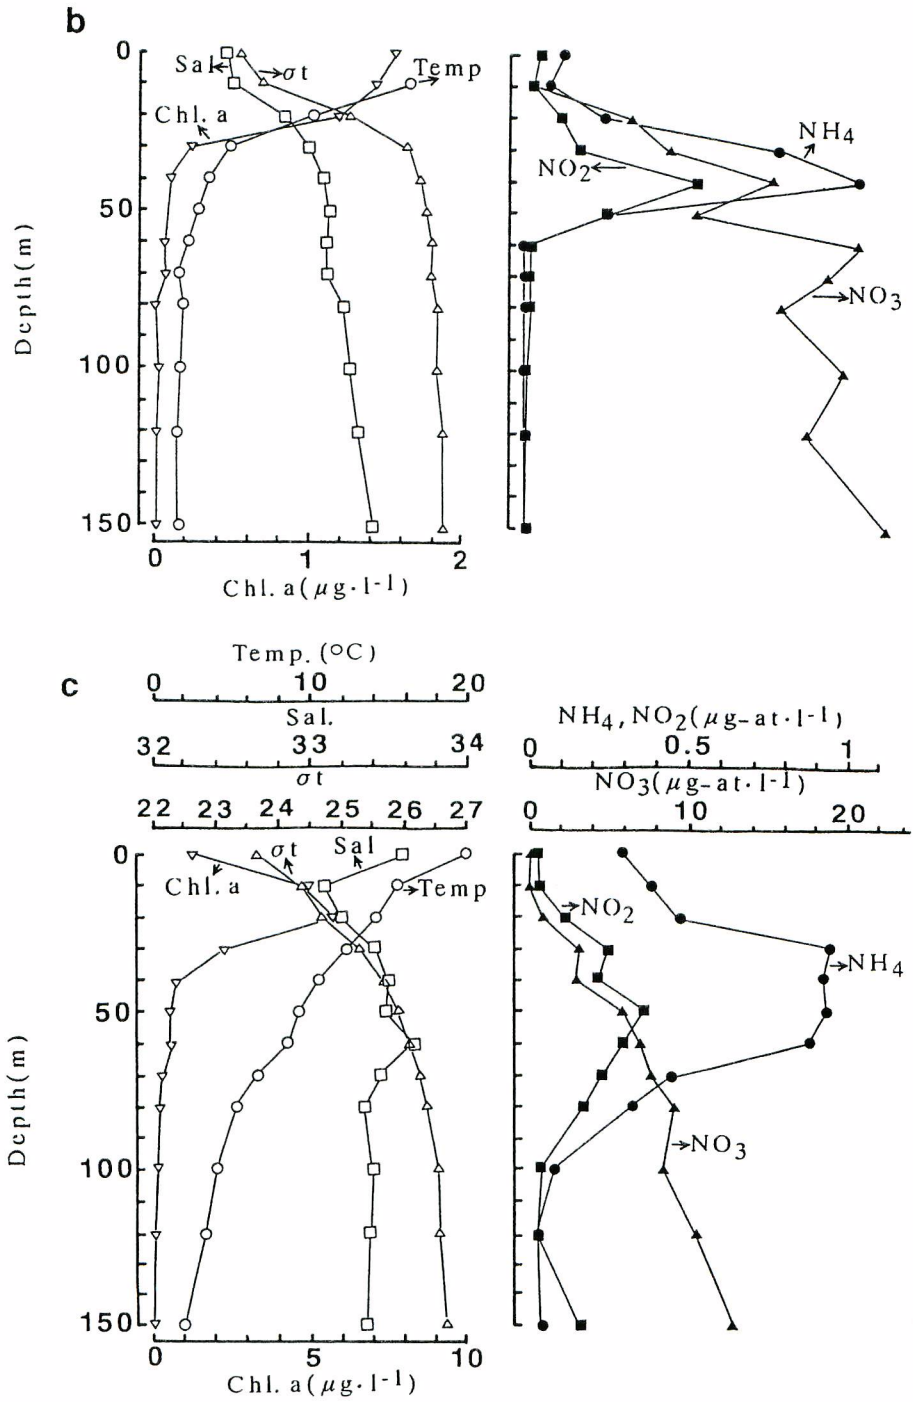 b
0
Sal
σt
Temp
Chl. a
NH4
NO2
50
NO3
Depth(m)
100
150
0 1 2
Chl. a(μg·l-1)
c
Temp. (°C)
0 10 20
Sal.
32 33 34
σt
22 23 24 25 26 27
NH4, NO2(μg-at·l-1)
0 0.5 1
NO3(μg-at·l-1)
0 10 20
0
σt
Sal
Chl. a
Temp
NO2
NH4
50
Depth(m)
NO3
100
150
0 5 10
Chl. a(μg·l-1)